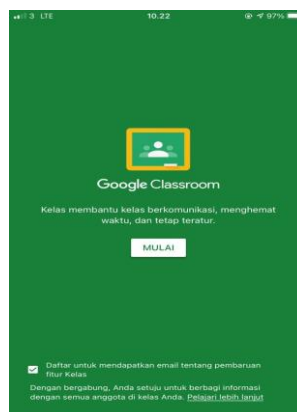 3 LTE 10.22 97%
Google Classroom
Kelas membantu kelas berkomunikasi, menghemat
waktu, dan tetap teratur.
MULAI
Daftar untuk mendapatkan email tentang pembaruan
fitur Kelas
Dengan bergabung, Anda setuju untuk berbagi informasi
dengan semua anggota di kelas Anda. Pelajari lebih lanjut